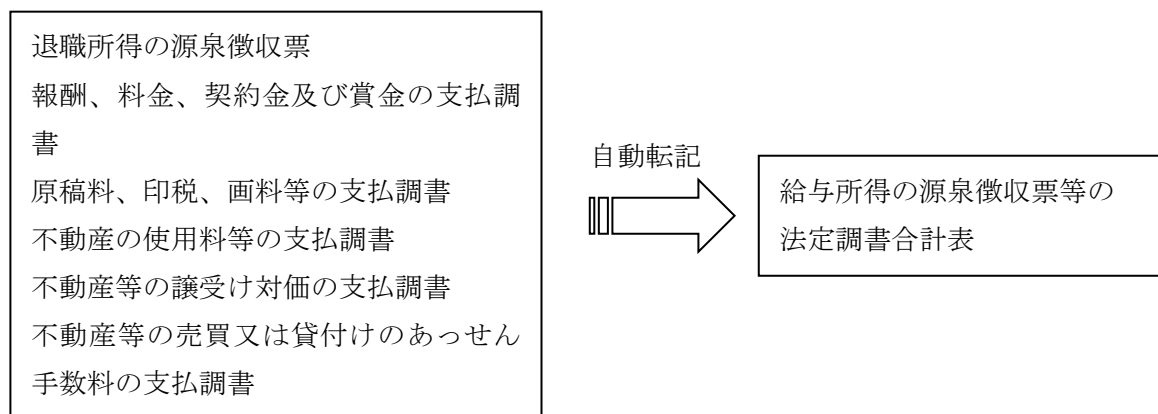 退職所得の源泉徴収票
報酬、料金、契約金及び賞金の支払調
書
原稿料、印税、画料等の支払調書
不動産の使用料等の支払調書
不動産等の譲受け対価の支払調書
不動産等の売買又は貸付けのあっせん
手数料の支払調書
自動転記
給与所得の源泉徴収票等の
法定調書合計表